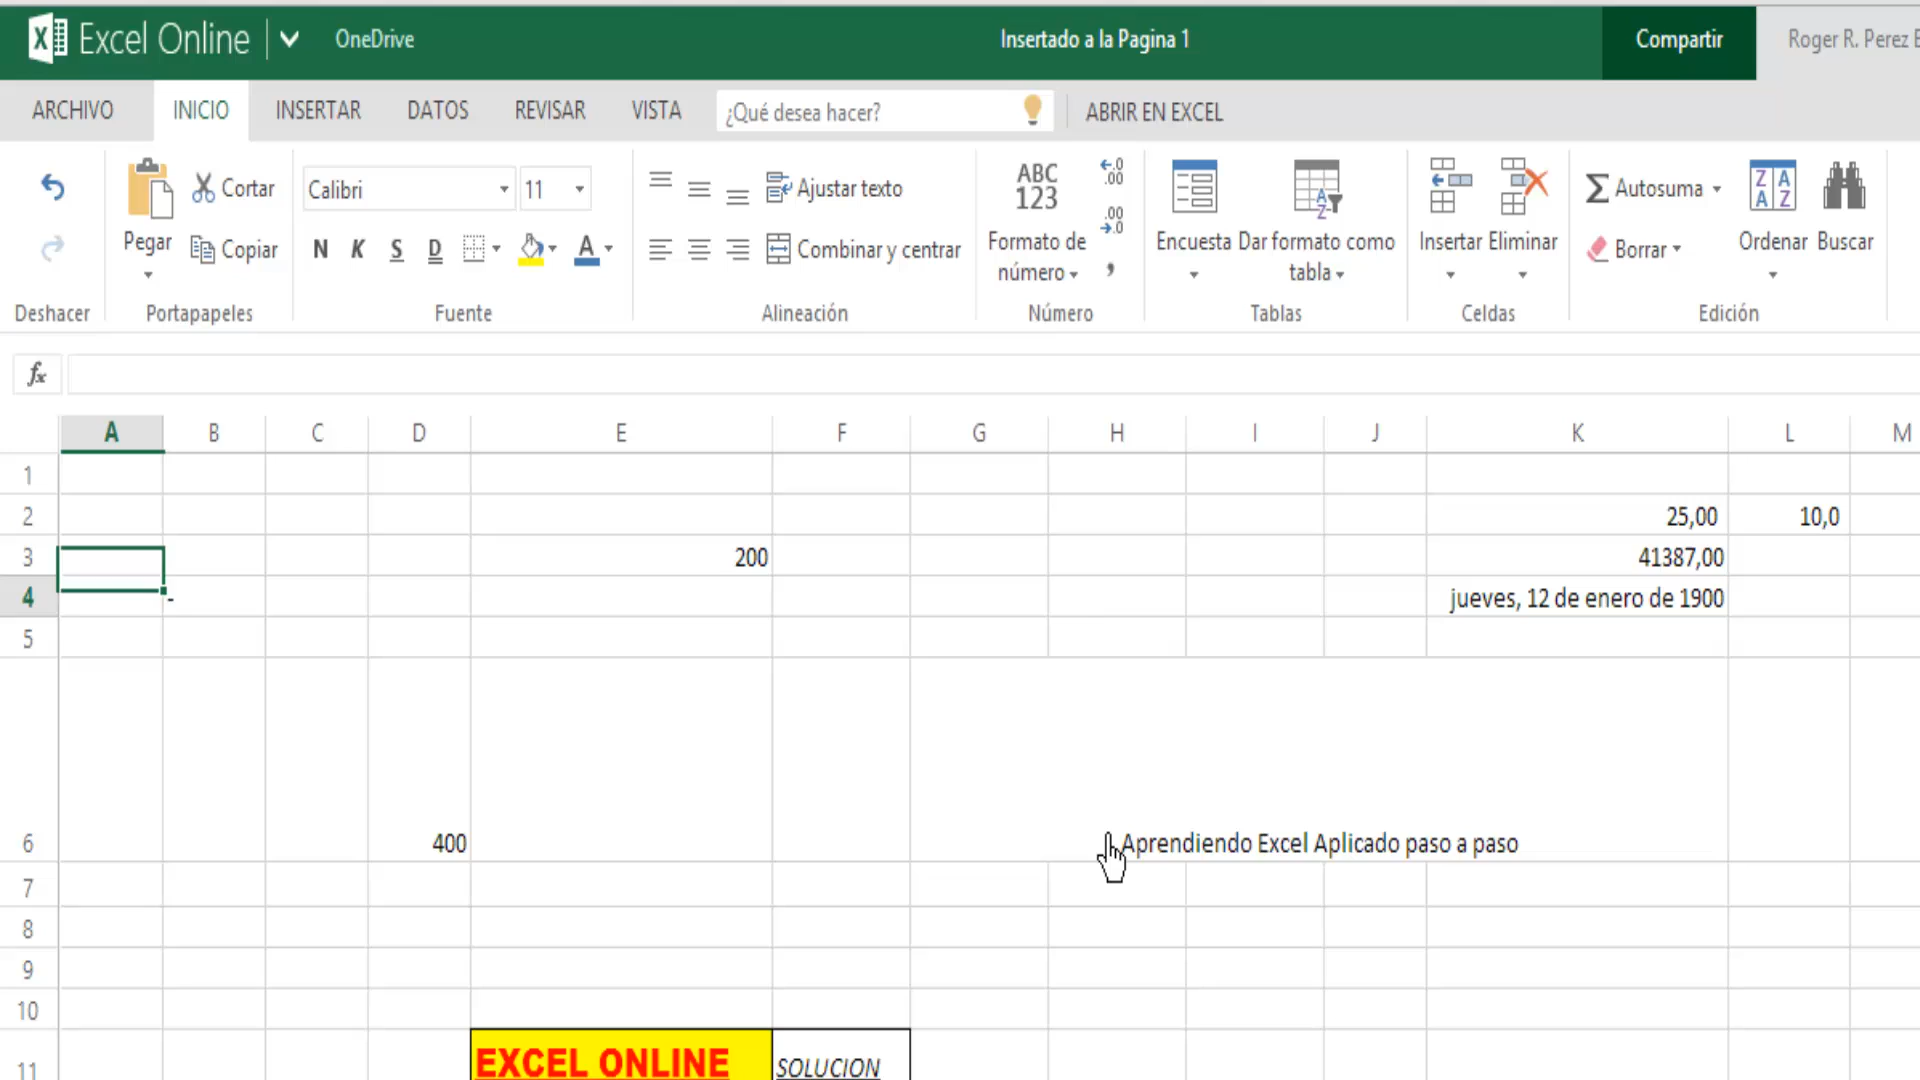 Excel Online OneDrive Insertado a la Pagina 1 Compartir Roger R. Perez
ARCHIVO INICIO INSERTAR DATOS REVISAR VISTA ¿Qué desea hacer? ABRIR EN EXCEL
Cortar Calibri 11 Ajustar texto ABC 123 ←,0 ,00 Autosuma
Pegar Copiar N K S D A Combinar y centrar Formato de número ,00 →,0 Encuesta Dar formato como tabla Insertar Eliminar Borrar Ordenar Buscar
Deshacer Portapapeles Fuente Alineación Número Tablas Celdas Edición
fx
A B C D E F G H I J K L M
1
2 25,00 10,0
3 200 41387,00
4 - jueves, 12 de enero de 1900
5
6 400 Aprendiendo Excel Aplicado paso a paso
7
8
9
10
11 EXCEL ONLINE SOLUCION